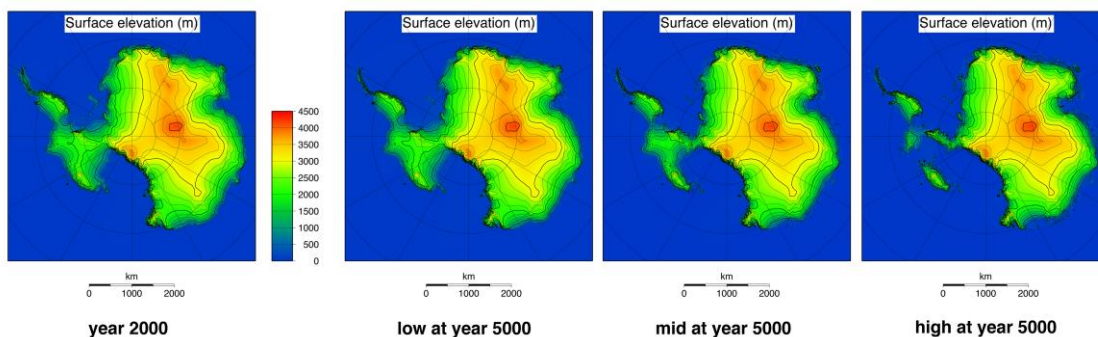 Surface elevation (m)
Surface elevation (m)
Surface elevation (m)
Surface elevation (m)
4500
4000
3500
3000
2500
2000
1500
1000
500
0
km
0 1000 2000
km
0 1000 2000
km
0 1000 2000
km
0 1000 2000
year 2000
low at year 5000
mid at year 5000
high at year 5000